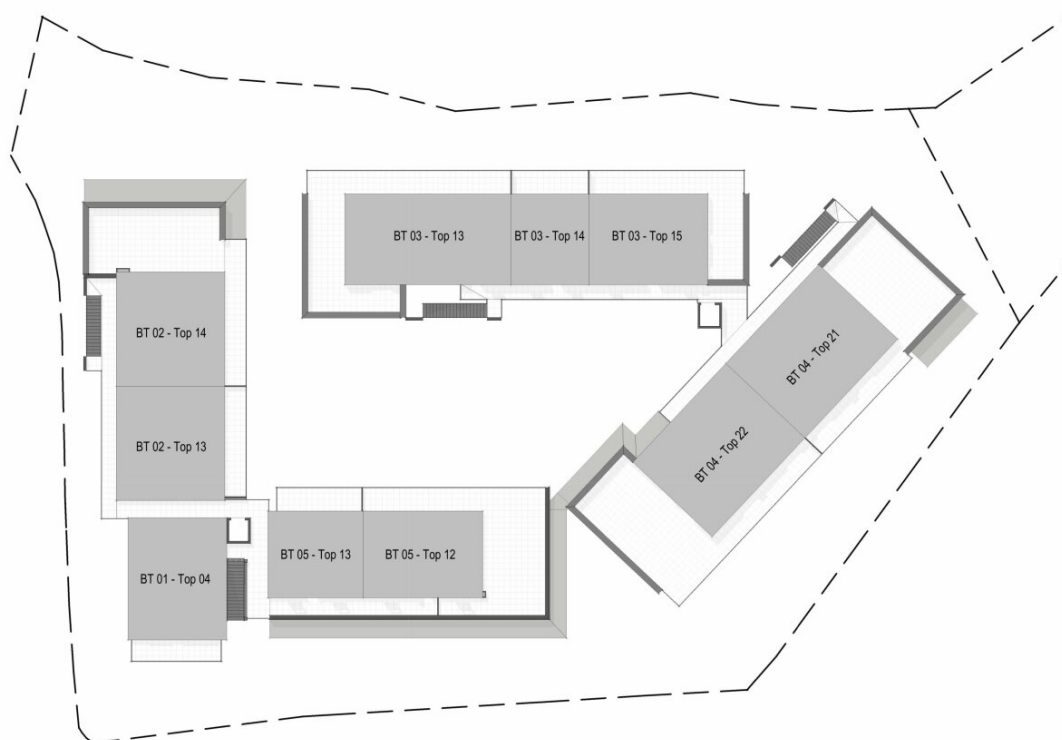 BT 03 - Top 13
BT 03 - Top 14
BT 03 - Top 15
BT 02 - Top 14
BT 04 - Top 21
BT 02 - Top 13
BT 04 - Top 22
BT 05 - Top 13
BT 05 - Top 12
BT 01 - Top 04